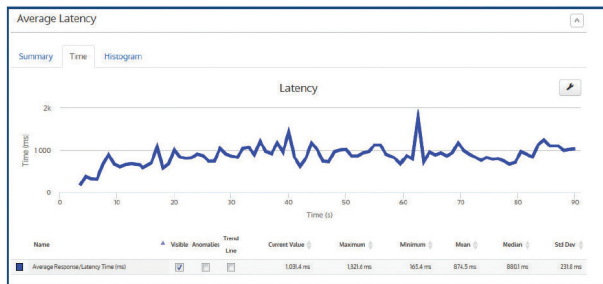 Average Latency
Summary Time Histogram
Latency
2k
1 000
0
Time (ms)
0 10 20 30 40 50 60 70 80 90
Time (s)
Name Visible Anomalies Trend Line Current Value Maximum Minimum Mean Median Std Dev
Average Response/Latency Time (ms) 1,031.4 ms 1,821.6 ms 165.4 ms 874.5 ms 880.1 ms 231.8 ms